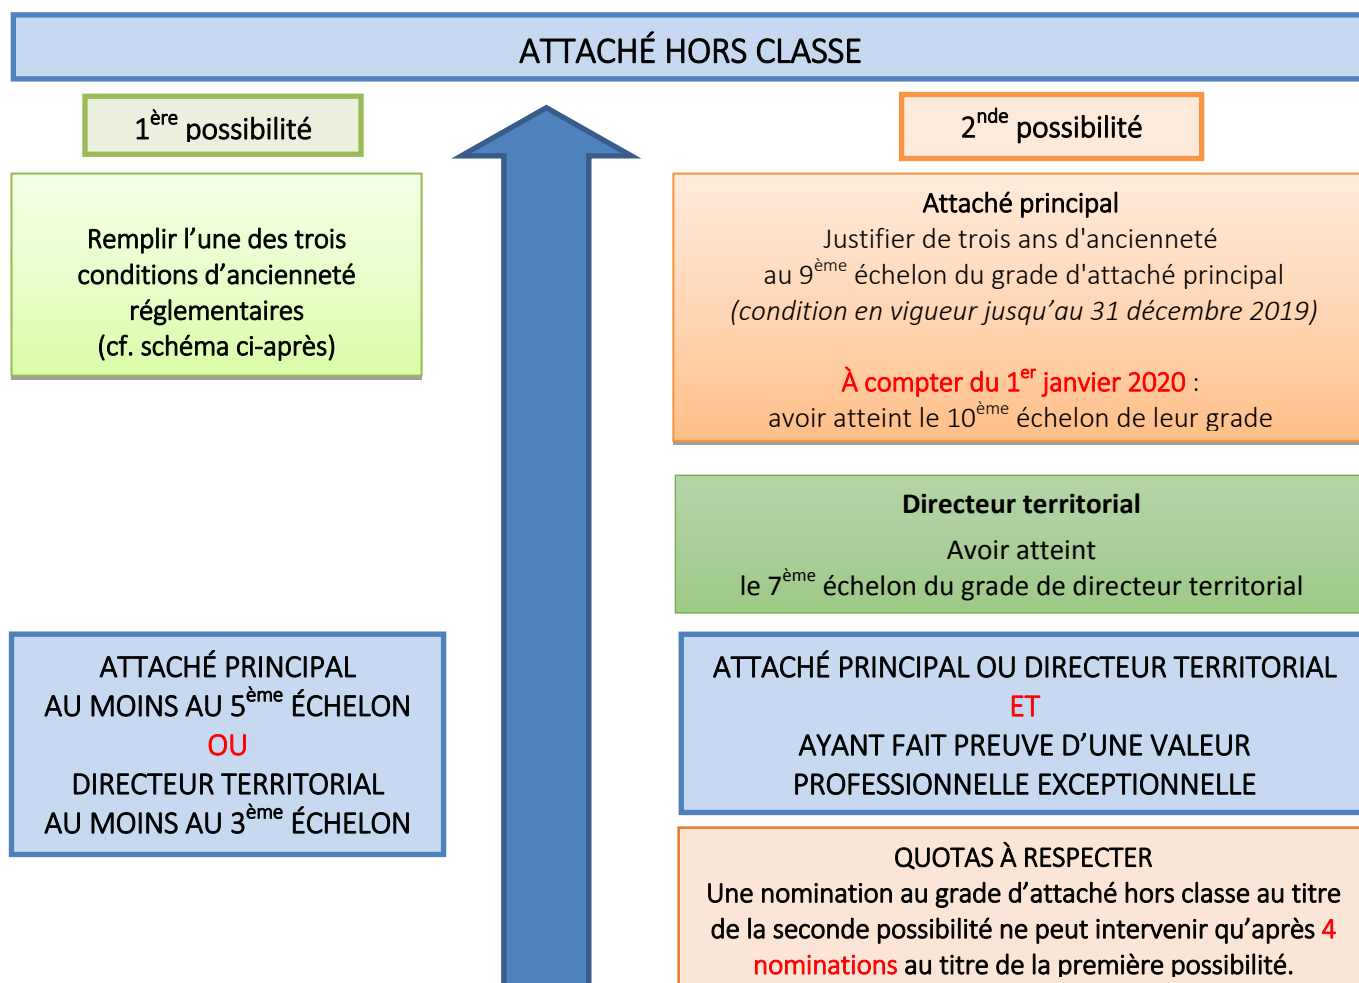 ATTACHÉ HORS CLASSE
1ère possibilité
Remplir l’une des trois
conditions d’ancienneté
réglementaires
(cf. schéma ci-après)
ATTACHÉ PRINCIPAL
AU MOINS AU 5ème ÉCHELON
OU
DIRECTEUR TERRITORIAL
AU MOINS AU 3ème ÉCHELON
2nde possibilité
Attaché principal
Justifier de trois ans d'ancienneté
au 9ème échelon du grade d'attaché principal
(condition en vigueur jusqu’au 31 décembre 2019)
À compter du 1er janvier 2020 :
avoir atteint le 10ème échelon de leur grade
Directeur territorial
Avoir atteint
le 7ème échelon du grade de directeur territorial
ATTACHÉ PRINCIPAL OU DIRECTEUR TERRITORIAL
ET
AYANT FAIT PREUVE D’UNE VALEUR
PROFESSIONNELLE EXCEPTIONNELLE
QUOTAS À RESPECTER
Une nomination au grade d’attaché hors classe au titre
de la seconde possibilité ne peut intervenir qu’après 4
nominations au titre de la première possibilité.